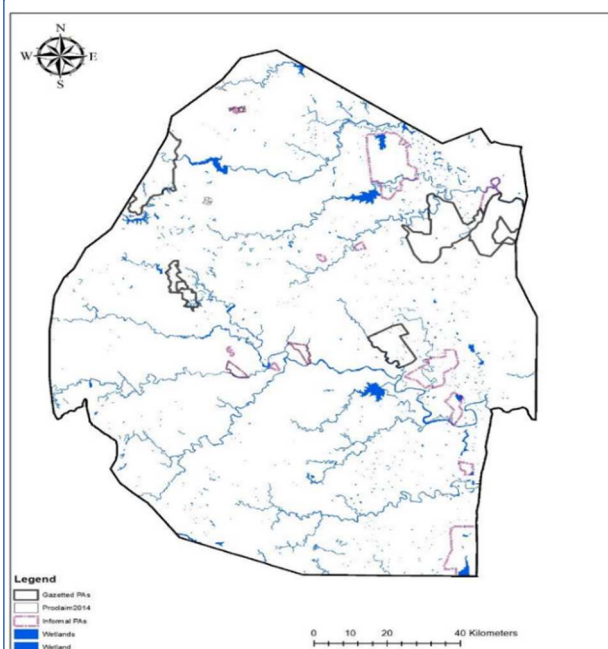 N
W E
S
Legend
Gazetted PAs
Proclaim2014
Informal PAs
Wetlands
Wetland
0 10 20 40 Kilometers